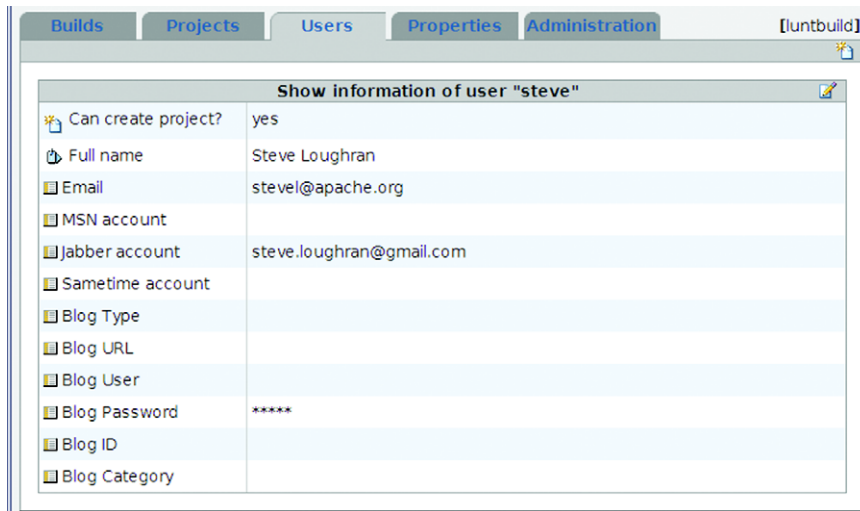 Builds Projects Users Properties Administration [luntbuild]
Show information of user "steve"
Can create project? yes
Full name Steve Loughran
Email stevel@apache.org
MSN account
Jabber account steve.loughran@gmail.com
Sametime account
Blog Type
Blog URL
Blog User
Blog Password *****
Blog ID
Blog Category